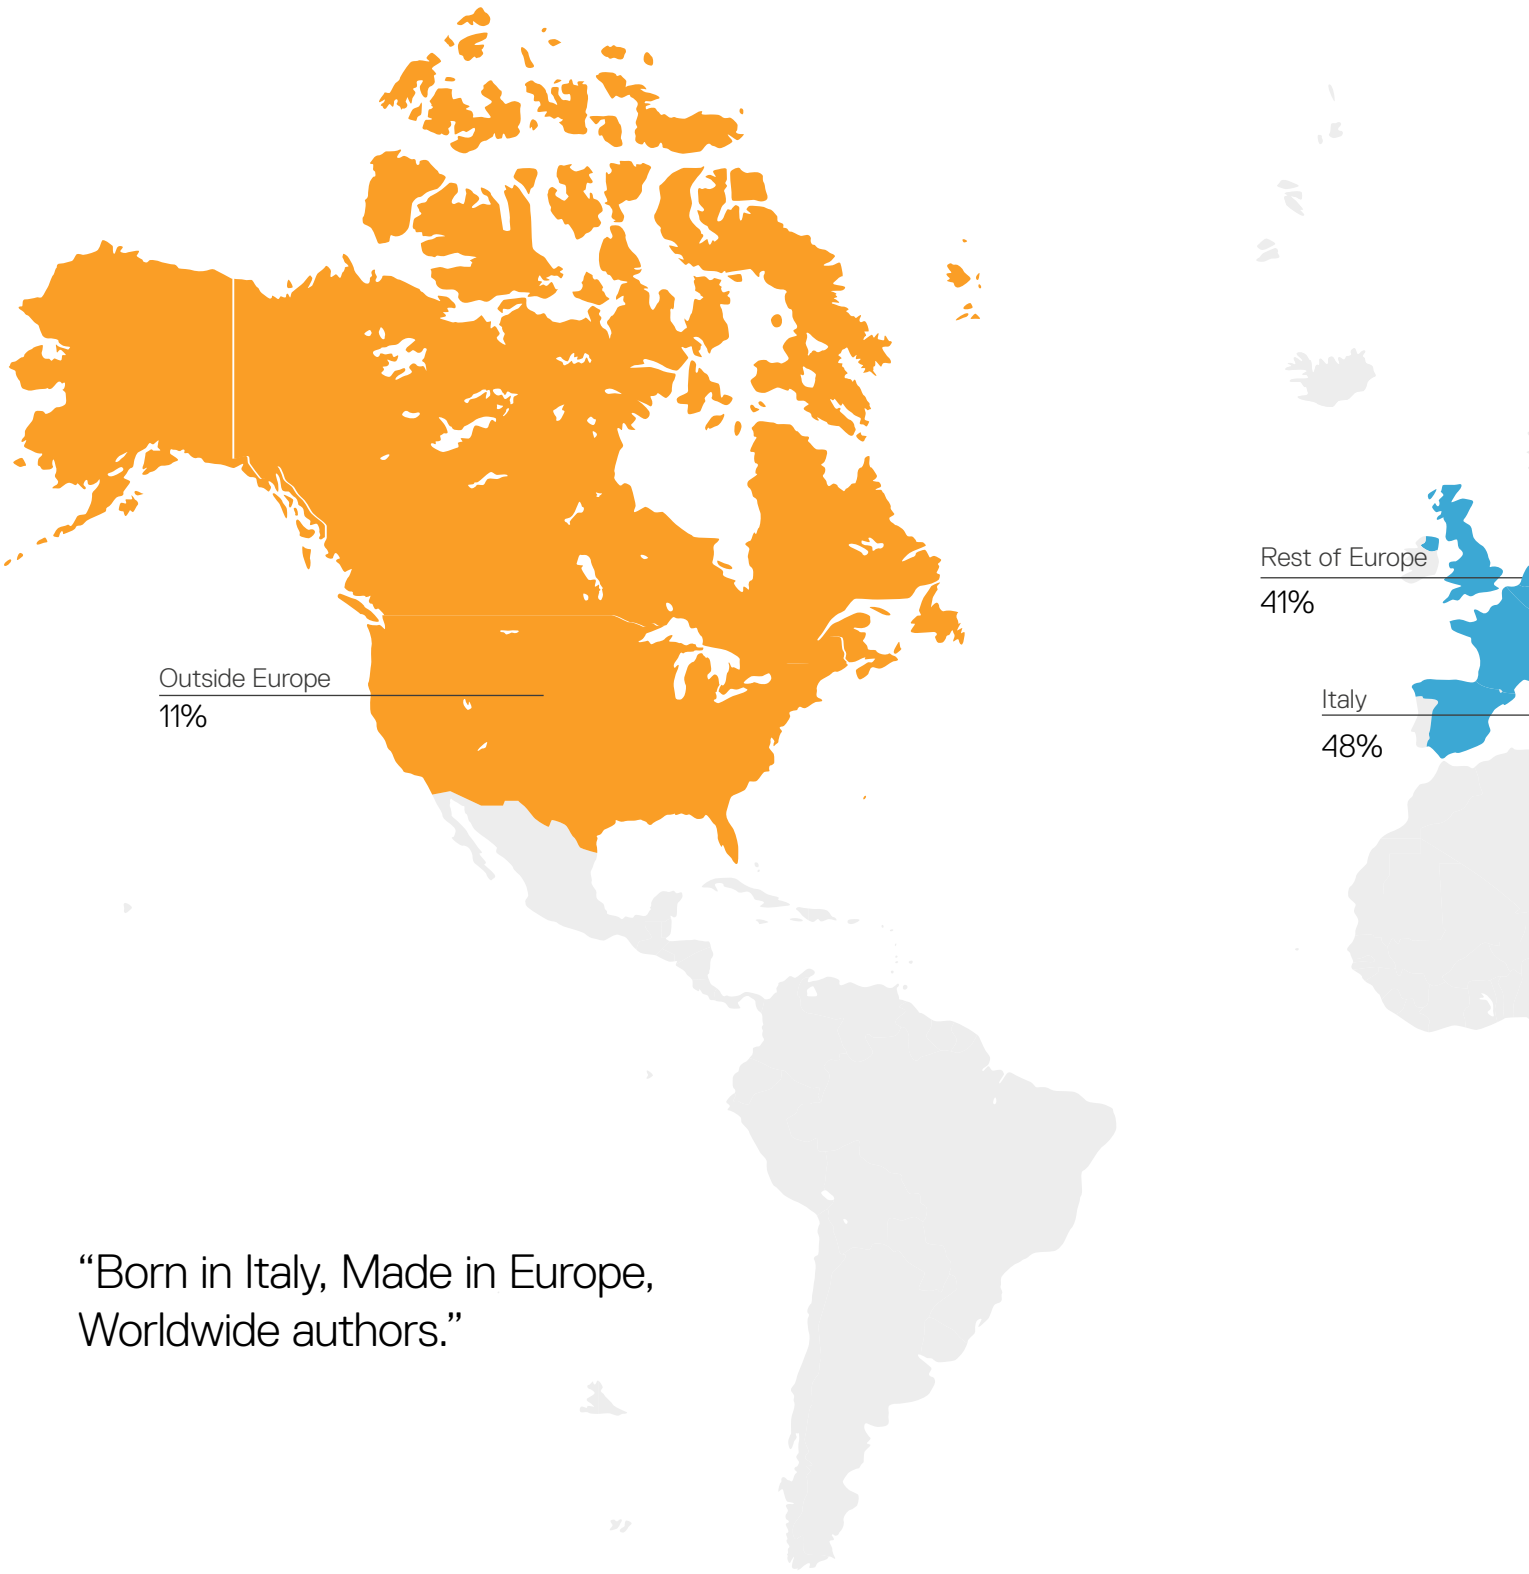 Rest of Europe
41%
Outside Europe
11%
Italy
48%
“Born in Italy, Made in Europe,
Worldwide authors.”